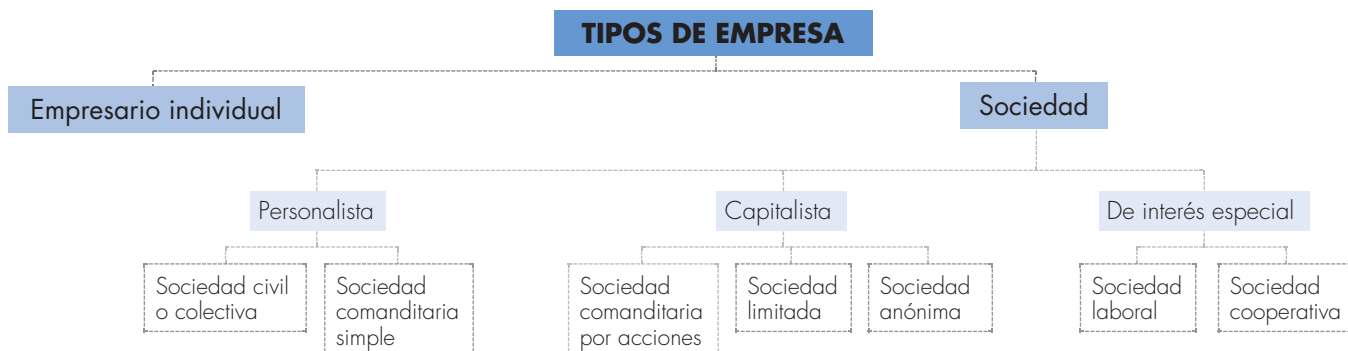 TIPOS DE EMPRESA
Empresario individual
Sociedad
Personalista
Capitalista
De interés especial
Sociedad civil
o colectiva
Sociedad
comanditaria
simple
Sociedad
comanditaria
por acciones
Sociedad
limitada
Sociedad
anónima
Sociedad
laboral
Sociedad
cooperativa